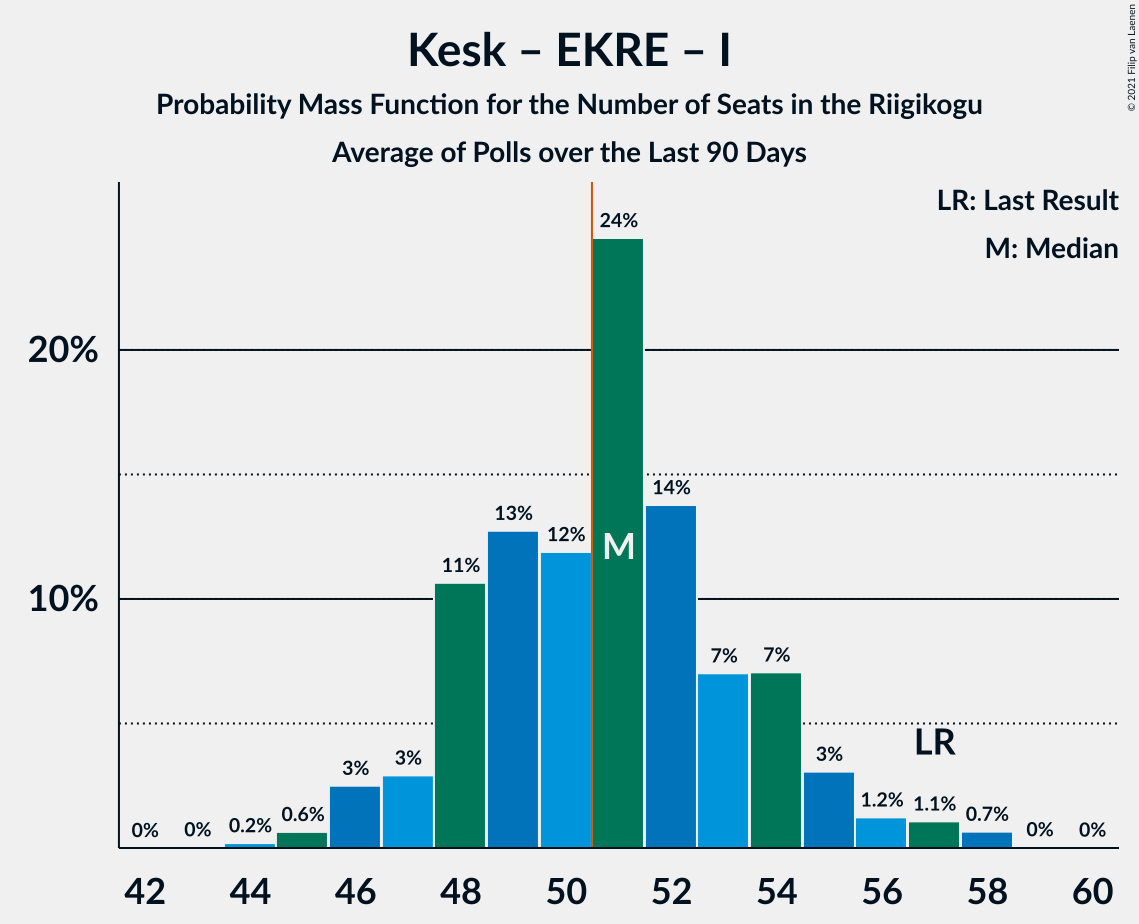 Kesk – EKRE – I
Probability Mass Function for the Number of Seats in the Riigikogu
Average of Polls over the Last 90 Days
© 2021 Filip van Laenen
LR: Last Result
M: Median
20%
10%
0%
0%
0.2%
0.6%
3%
3%
11%
13%
12%
24%
14%
7%
7%
3%
1.2%
1.1%
0.7%
0%
0%
M
LR
42 44 46 48 50 52 54 56 58 60